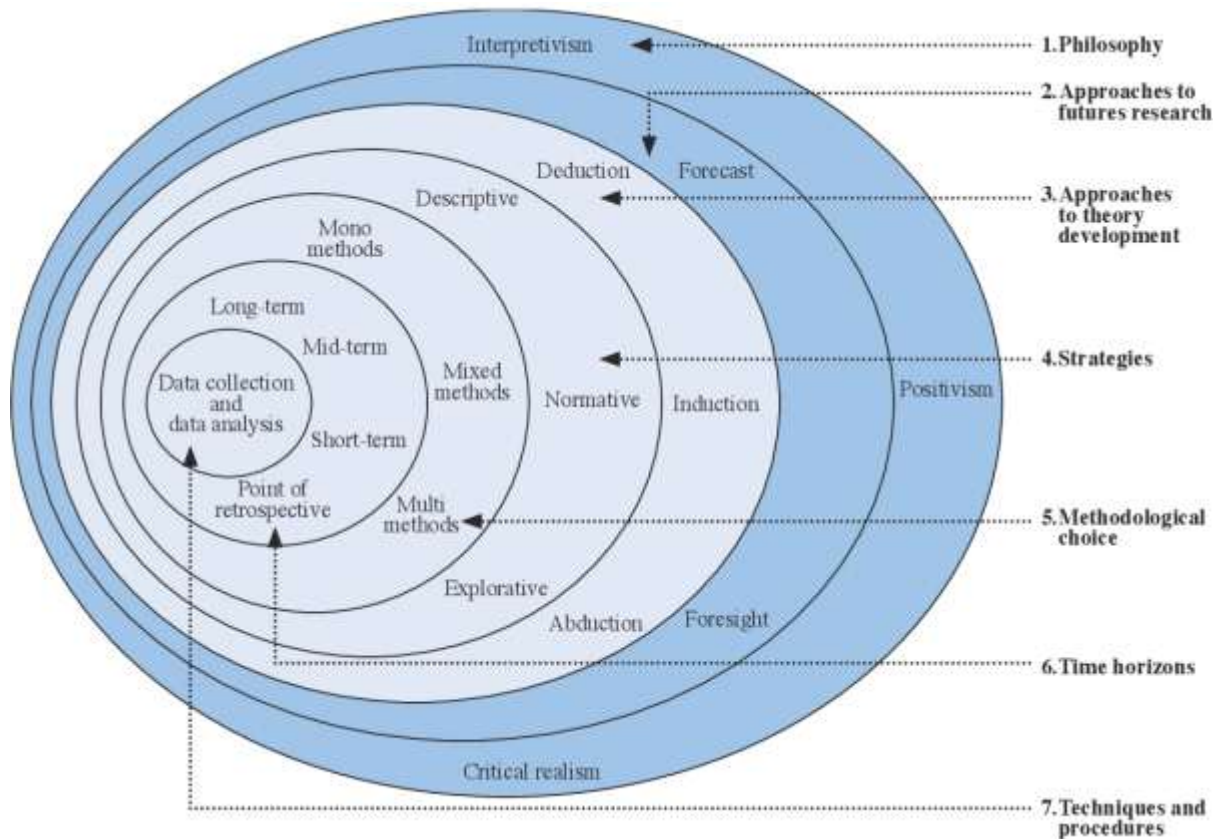 Interpretivism
1. Philosophy
2. Approaches to
futures research
Deduction
Forecast
3. Approaches
to theory
development
Descriptive
Mono
methods
Long-term
Mid-term
4. Strategies
Data collection
and
data analysis
Mixed
methods
Normative
Induction
Positivism
Short-term
Point of
retrospective
Multi
methods
5. Methodological
choice
Explorative
Abduction
Foresight
6. Time horizons
Critical realism
7. Techniques and
procedures